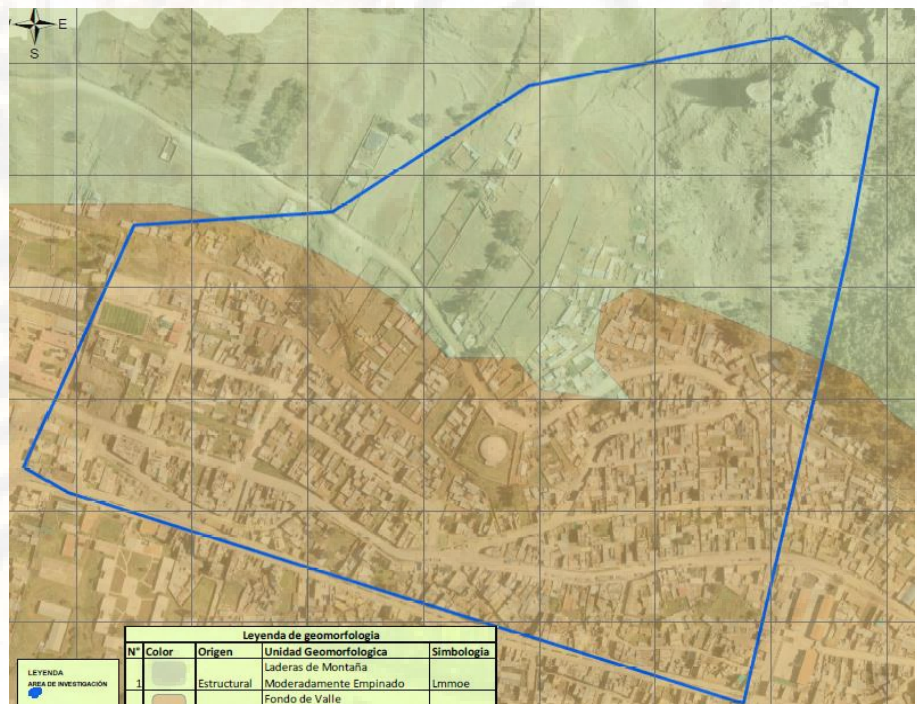 E
S
Leyenda de geomorfologia
N° Color Origen Unidad Geomorfologica Simbologia
Laderas de Montaña
1 Estructural Moderadamente Empinado Lmmoe
Fondo de Valle
LEYENDA
AREA DE INVESTIGACIÓN